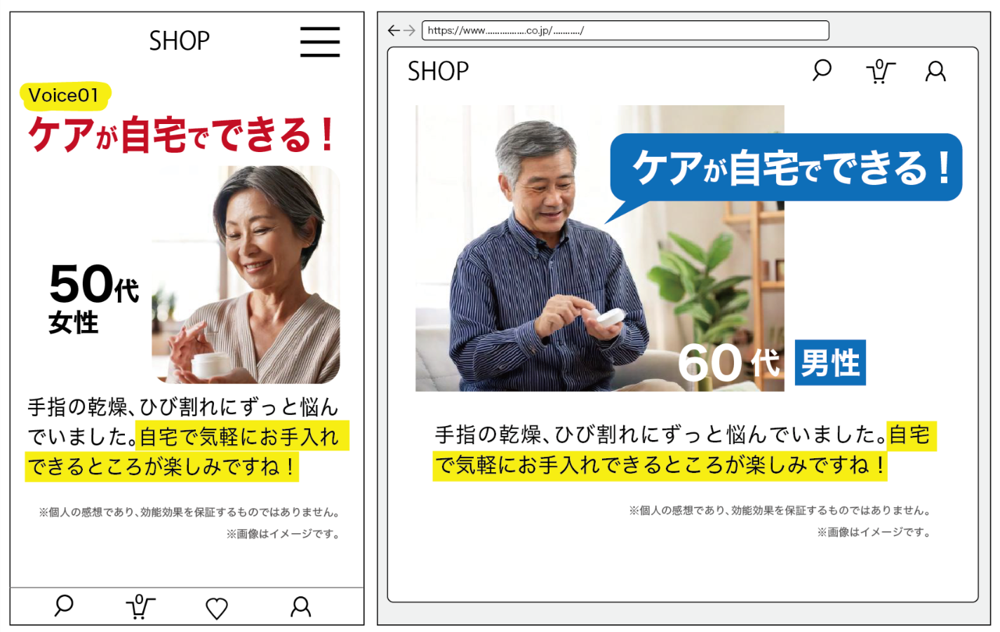 SHOP
Voice01
ケアが自宅でできる！
50代
女性
手指の乾燥、ひび割れにずっと悩ん
でいました。自宅で気軽にお手入れ
できるところが楽しみですね！
※個人の感想であり、効能効果を保証するものではありません。
※画像はイメージです。
0
https://www.................co.jp/.........../
SHOP
0
ケアが自宅でできる！
60代 男性
手指の乾燥、ひび割れにずっと悩んでいました。自宅
で気軽にお手入れできるところが楽しみですね！
※個人の感想であり、効能効果を保証するものではありません。
※画像はイメージです。